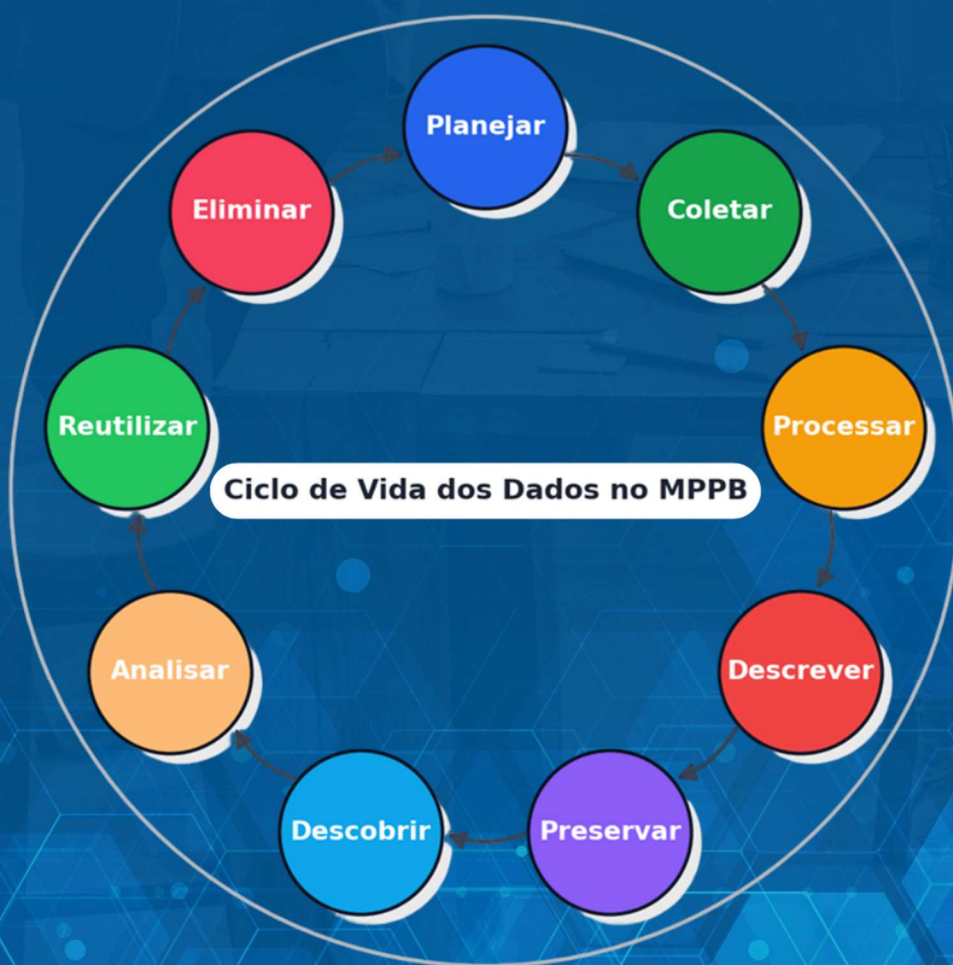 Planejar
Coletar
Processar
Descrever
Preservar
Descobrir
Analisar
Reutilizar
Eliminar
Ciclo de Vida dos Dados no MPPB